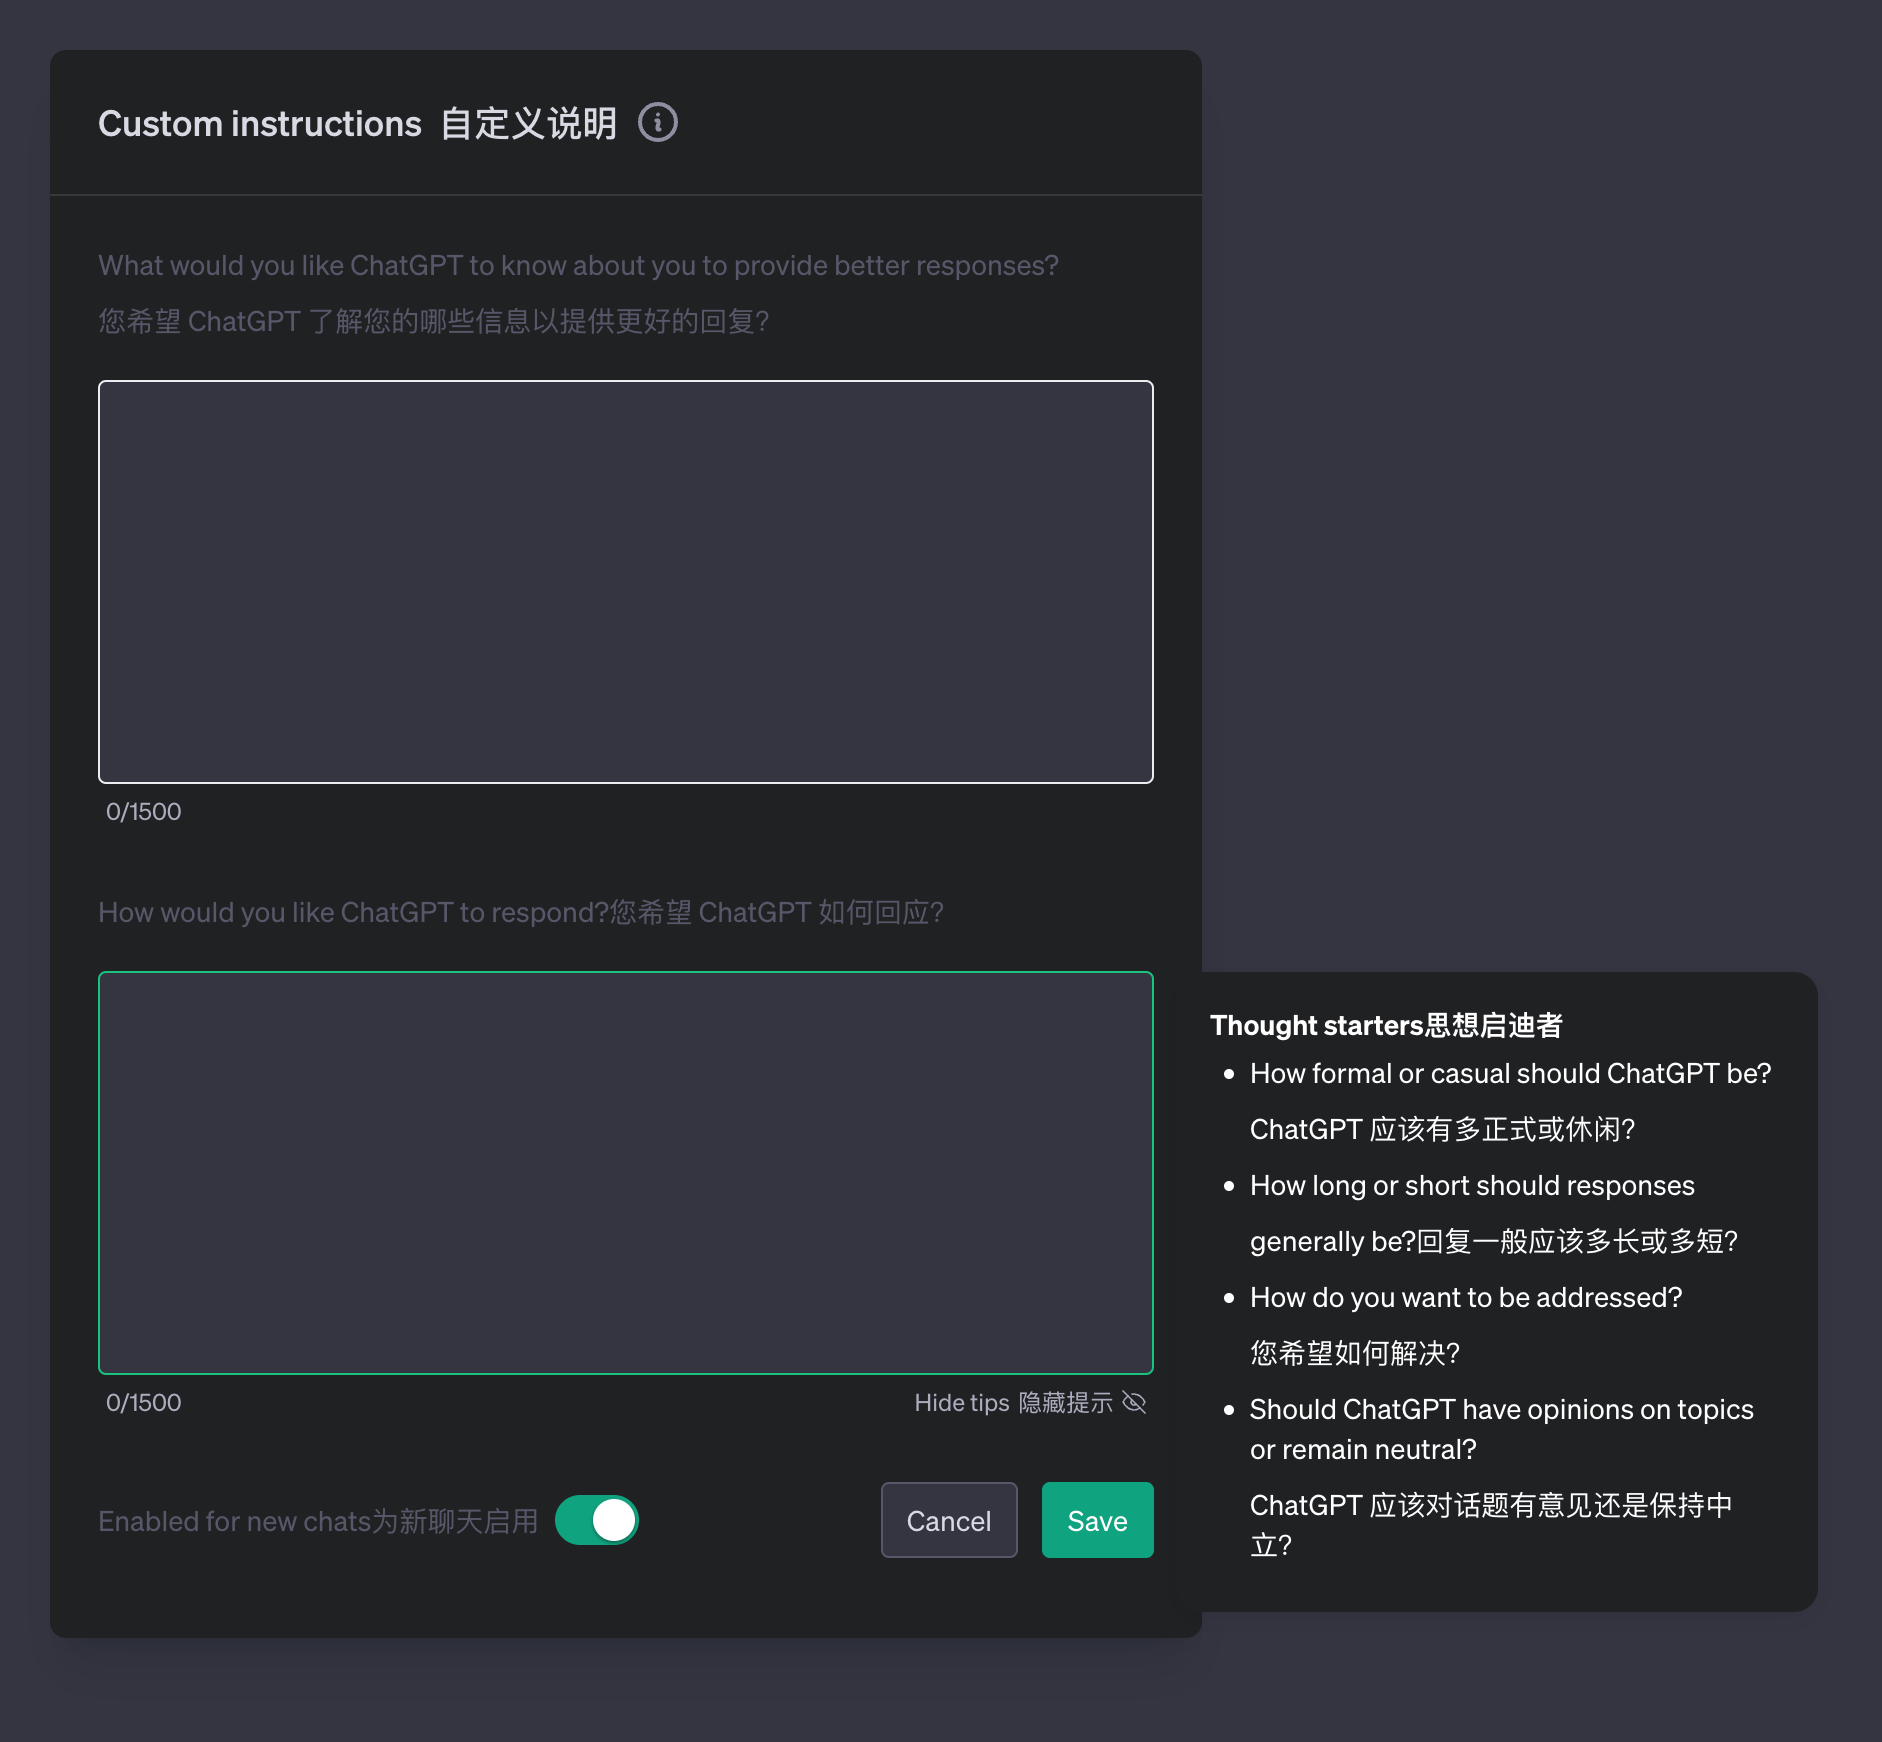 Custom instructions 自定义说明
What would you like ChatGPT to know about you to provide better responses?
您希望 ChatGPT 了解您的哪些信息以提供更好的回复?
0/1500
How would you like ChatGPT to respond?您希望 ChatGPT 如何回应?
0/1500
Hide tips 隐藏提示
Enabled for new chats为新聊天启用
Cancel
Save
Thought starters思想启迪者
• How formal or casual should ChatGPT be?
ChatGPT 应该有多正式或休闲?
• How long or short should responses
generally be?回复一般应该多长或多短?
• How do you want to be addressed?
您希望如何解决?
• Should ChatGPT have opinions on topics
or remain neutral?
ChatGPT 应该对话题有意见还是保持中
立?